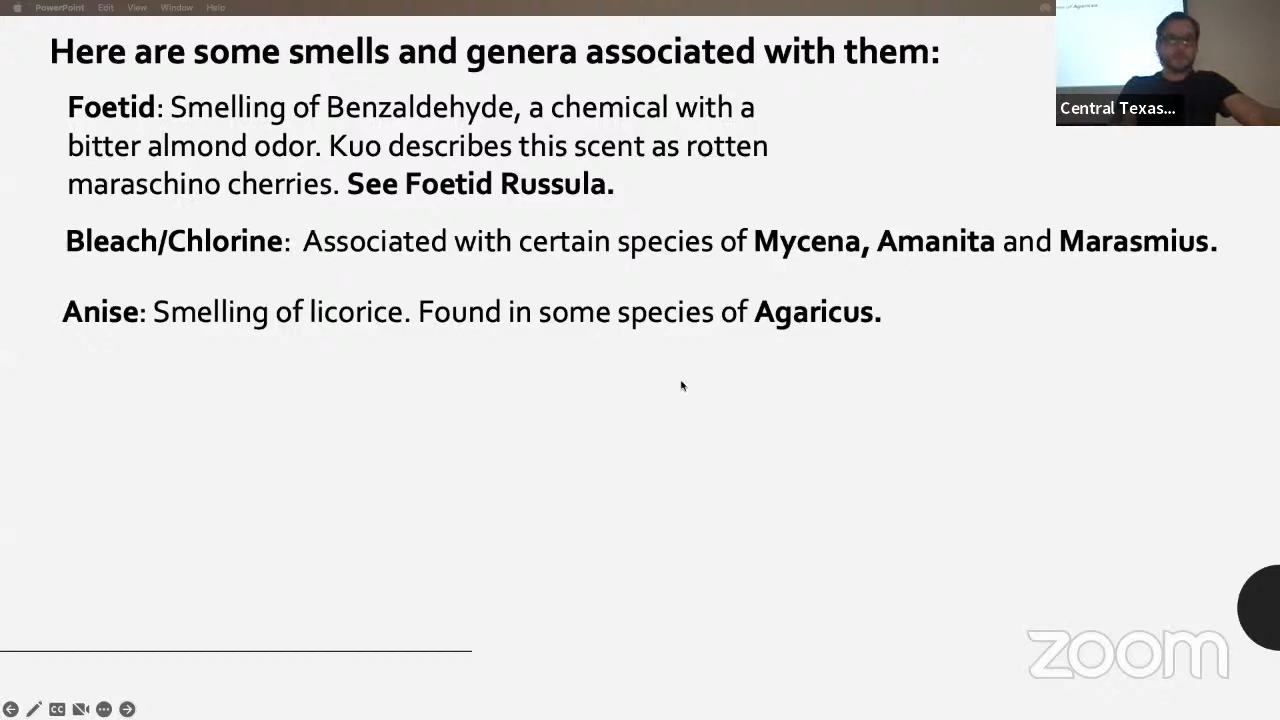 PowerPoint Edit View Window Help
Here are some smells and genera associated with them:
Foetid: Smelling of Benzaldehyde, a chemical with a
bitter almond odor. Kuo describes this scent as rotten
maraschino cherries. See Foetid Russula.
Bleach/Chlorine: Associated with certain species of Mycena, Amanita and Marasmius.
Anise: Smelling of licorice. Found in some species of Agaricus.
Central Texas...
zoom
CC